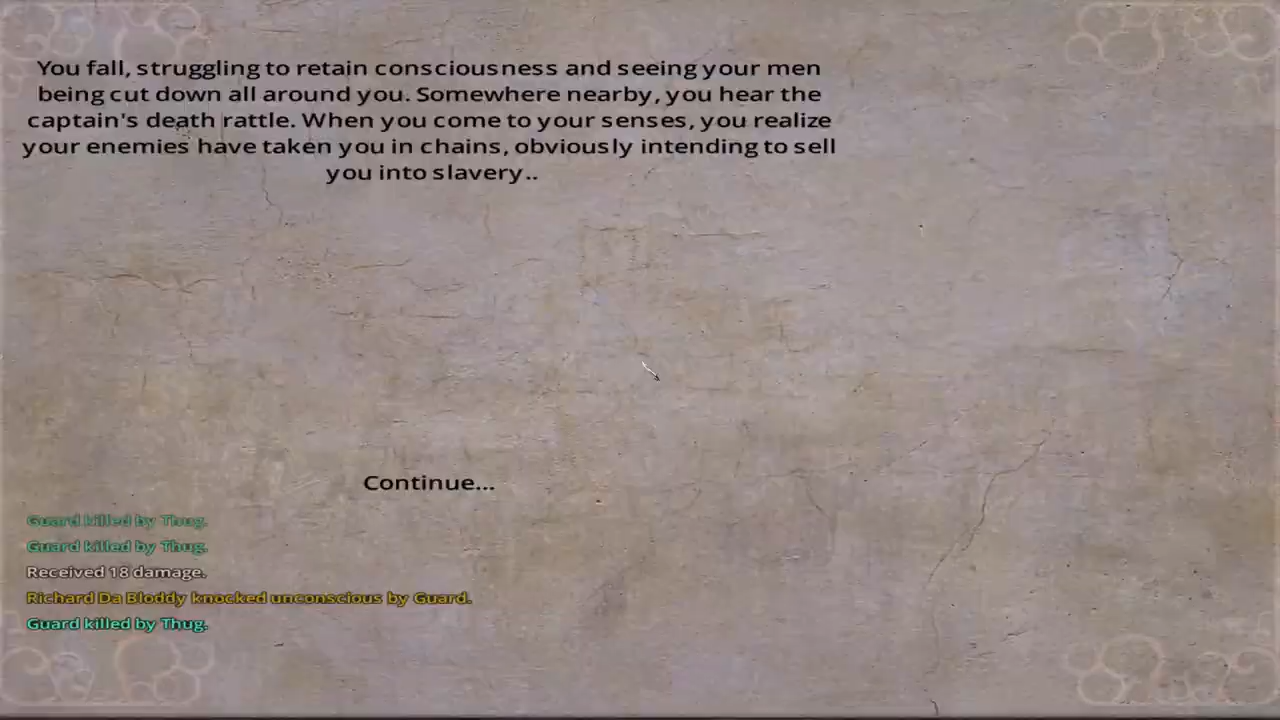 You fall, struggling to retain consciousness and seeing your men
being cut down all around you. Somewhere nearby, you hear the
captain's death rattle. When you come to your senses, you realize
your enemies have taken you in chains, obviously intending to sell
you into slavery..
Continue...
Guard killed by Thug.
Guard killed by Thug.
Received 18 damage.
Richard Da Bloddy knocked unconscious by Guard.
Guard killed by Thug.